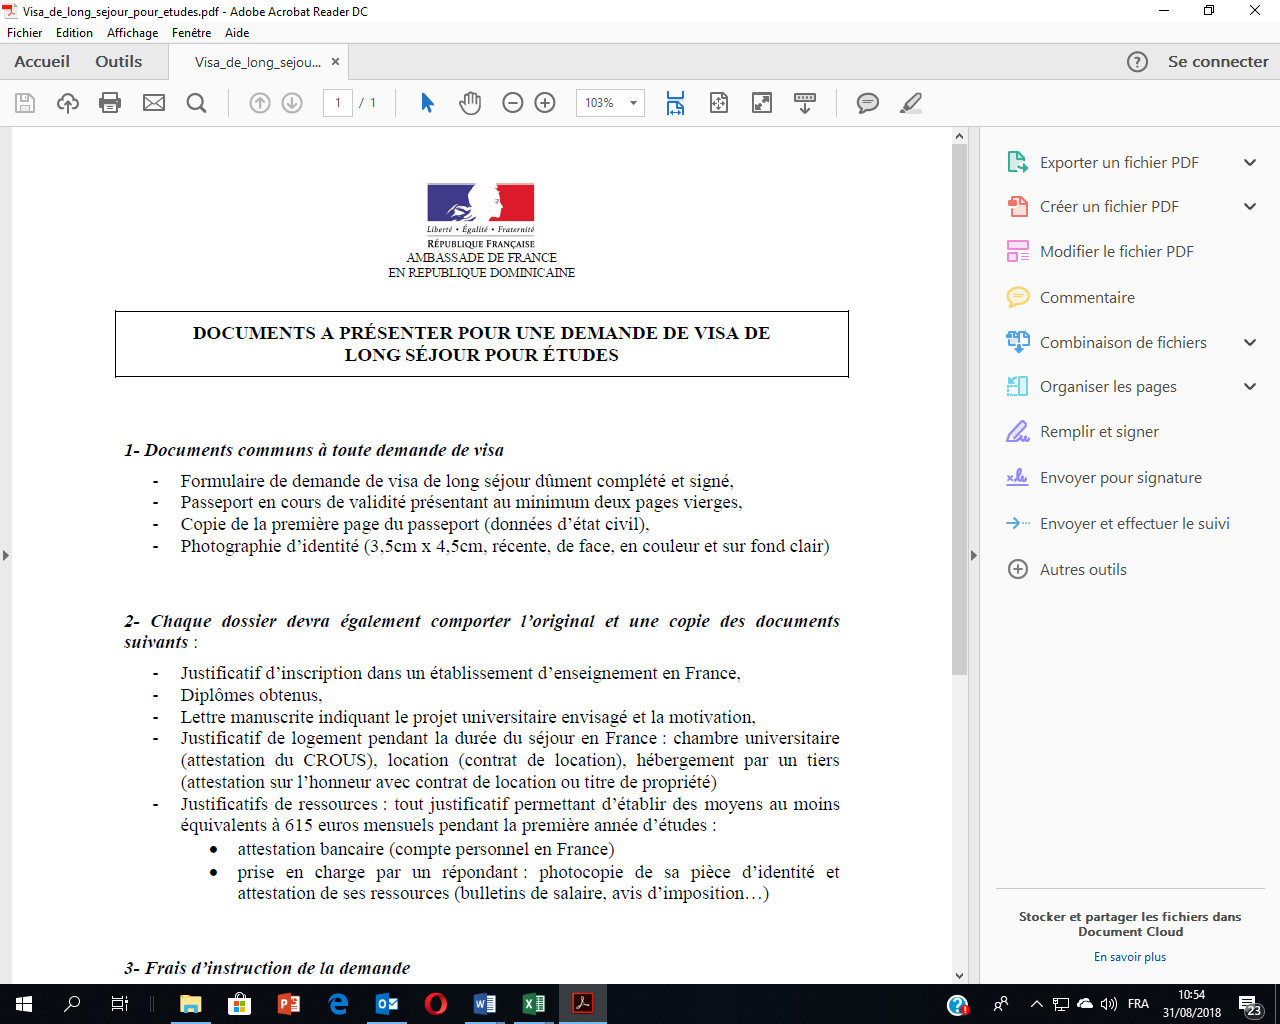 Visa_de_long_sejour_pour_etudes.pdf - Adobe Acrobat Reader DC
Fichier Edition Affichage Fenêtre Aide
Accueil Outils Visa_de_long_sejou... × Se connecter
1 / 1 103%
Liberté • Égalité • Fraternité
RÉPUBLIQUE FRANÇAISE
AMBASSADE DE FRANCE
EN REPUBLIQUE DOMINICAINE
DOCUMENTS A PRÉSENTER POUR UNE DEMANDE DE VISA DE
LONG SÉJOUR POUR ÉTUDES
1- Documents communs à toute demande de visa
- Formulaire de demande de visa de long séjour dûment complété et signé,
- Passeport en cours de validité présentant au minimum deux pages vierges,
- Copie de la première page du passeport (données d’état civil),
- Photographie d’identité (3,5cm x 4,5cm, récente, de face, en couleur et sur fond clair)
2- Chaque dossier devra également comporter l’original et une copie des documents
suivants :
- Justificatif d’inscription dans un établissement d’enseignement en France,
- Diplômes obtenus,
- Lettre manuscrite indiquant le projet universitaire envisagé et la motivation,
- Justificatif de logement pendant la durée du séjour en France : chambre universitaire
(attestation du CROUS), location (contrat de location), hébergement par un tiers
(attestation sur l’honneur avec contrat de location ou titre de propriété)
- Justificatifs de ressources : tout justificatif permettant d’établir des moyens au moins
équivalents à 615 euros mensuels pendant la première année d’études :
• attestation bancaire (compte personnel en France)
• prise en charge par un répondant : photocopie de sa pièce d’identité et
attestation de ses ressources (bulletins de salaire, avis d’imposition…)
3- Frais d’instruction de la demande
Exporter un fichier PDF
Créer un fichier PDF
Modifier le fichier PDF
Commentaire
Combinaison de fichiers
Organiser les pages
Remplir et signer
Envoyer pour signature
Envoyer et effectuer le suivi
Autres outils
Stocker et partager les fichiers dans
Document Cloud
En savoir plus
FRA
10:54
31/08/2018
23